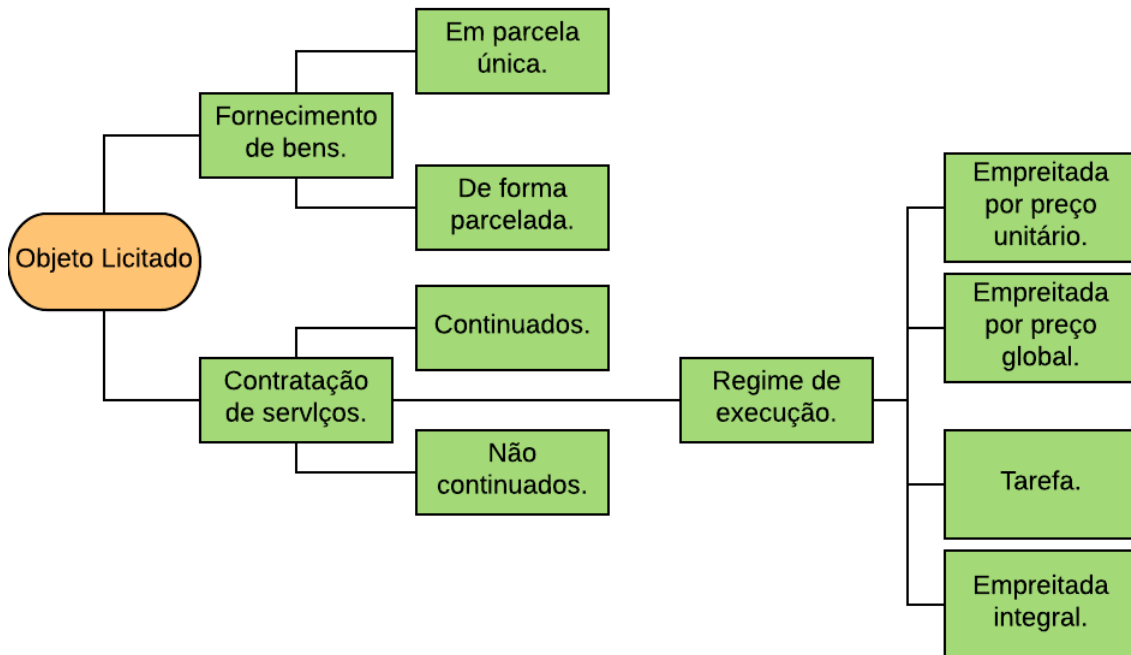 Em parcela
única.
Fornecimento
de bens.
De forma
parcelada.
Objeto Licitado
Continuados.
Contratação
de servlços.
Não
continuados.
Regime de
execução.
Empreitada
por preço
unitário.
Empreitada
por preço
global.
Tarefa.
Empreitada
integral.